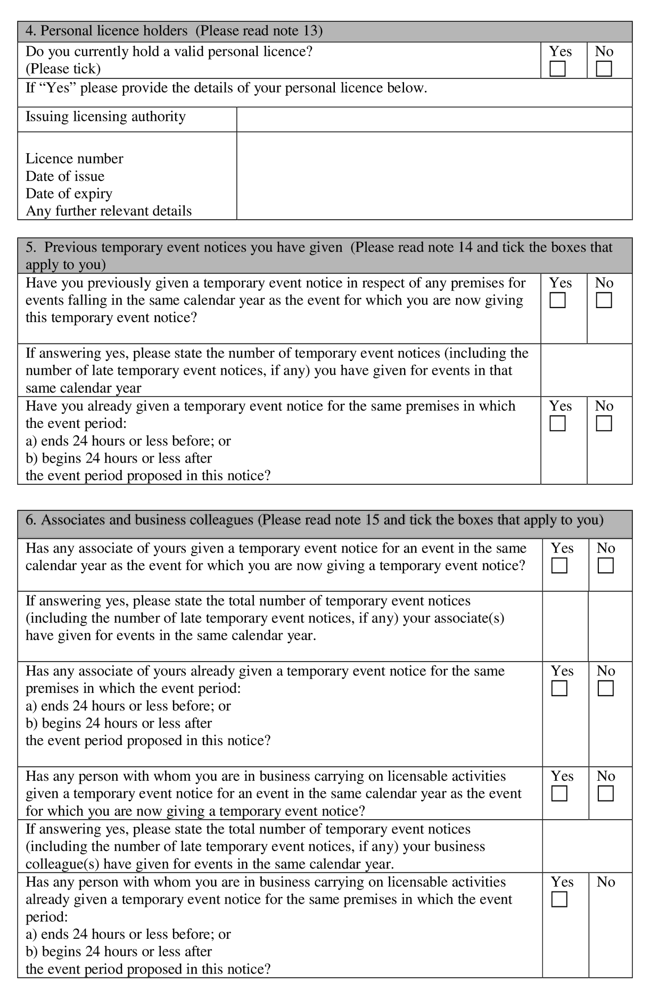 4. Personal licence holders  (Please read note 13)
Do you currently hold a valid personal licence?
(Please tick)
Yes
No
If “Yes” please provide the details of your personal licence below.
Issuing licensing authority
Licence number
Date of issue
Date of expiry
Any further relevant details
5.  Previous temporary event notices you have given  (Please read note 14 and tick the boxes that
apply to you)
Have you previously given a temporary event notice in respect of any premises for
events falling in the same calendar year as the event for which you are now giving
this temporary event notice?
Yes
No
If answering yes, please state the number of temporary event notices (including the
number of late temporary event notices, if any) you have given for events in that
same calendar year
Have you already given a temporary event notice for the same premises in which
the event period:
a) ends 24 hours or less before; or
b) begins 24 hours or less after
the event period proposed in this notice?
Yes
No
6. Associates and business colleagues (Please read note 15 and tick the boxes that apply to you)
Has any associate of yours given a temporary event notice for an event in the same
calendar year as the event for which you are now giving a temporary event notice?
Yes
No
If answering yes, please state the total number of temporary event notices
(including the number of late temporary event notices, if any) your associate(s)
have given for events in the same calendar year.
Has any associate of yours already given a temporary event notice for the same
premises in which the event period:
a) ends 24 hours or less before; or
b) begins 24 hours or less after
the event period proposed in this notice?
Yes
No
Has any person with whom you are in business carrying on licensable activities
given a temporary event notice for an event in the same calendar year as the event
for which you are now giving a temporary event notice?
Yes
No
If answering yes, please state the total number of temporary event notices
(including the number of late temporary event notices, if any) your business
colleague(s) have given for events in the same calendar year.
Has any person with whom you are in business carrying on licensable activities
already given a temporary event notice for the same premises in which the event
period:
a) ends 24 hours or less before; or
b) begins 24 hours or less after
the event period proposed in this notice?
Yes
No